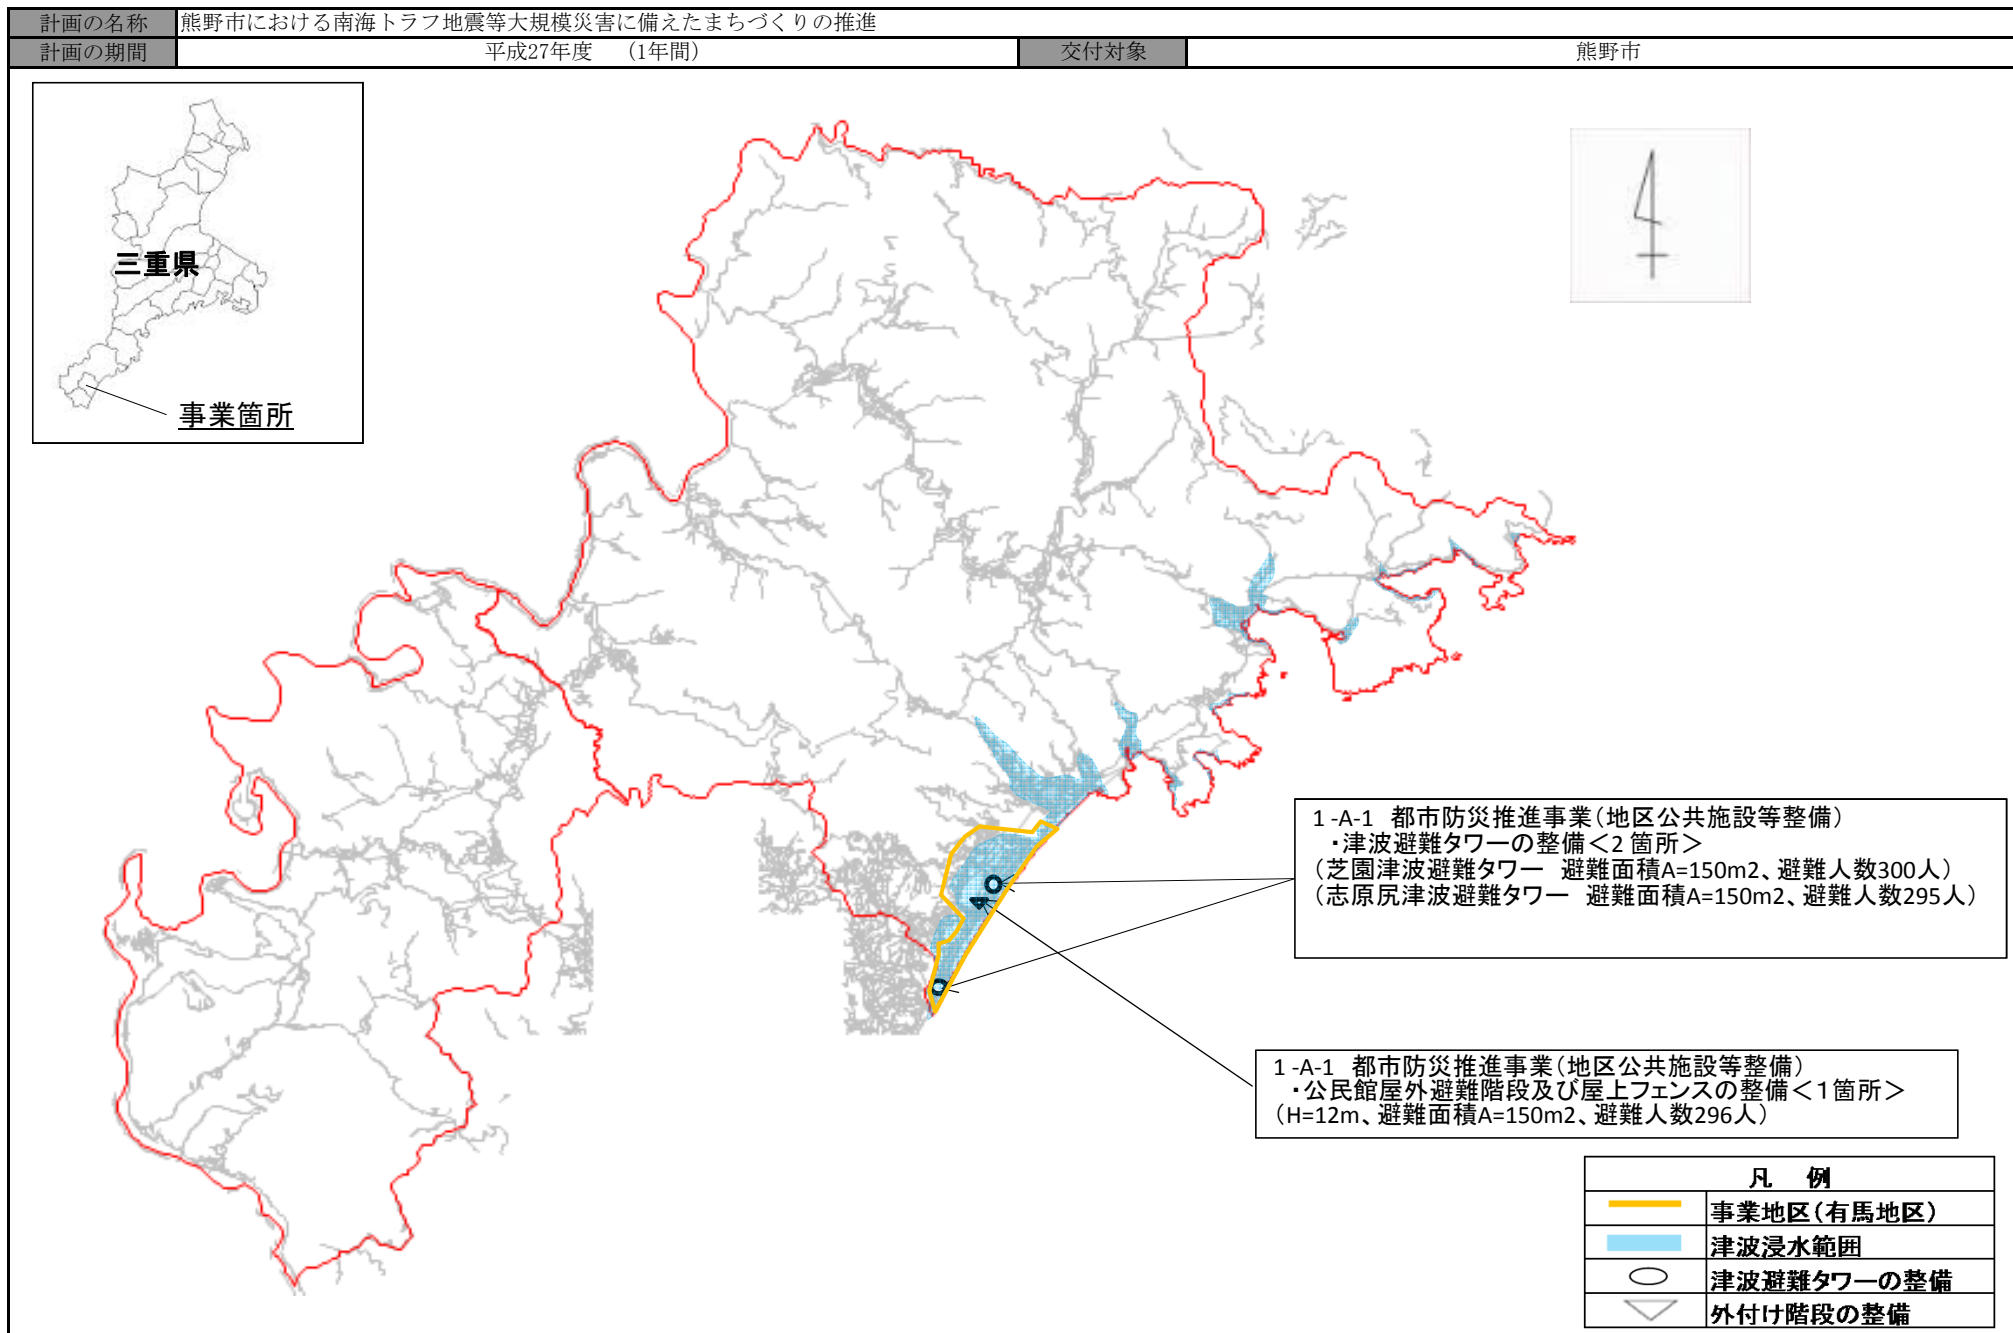 計画の名称 熊野市における南海トラフ地震等大規模災害に備えたまちづくりの推進
計画の期間 平成27年度 (1年間) 交付対象 熊野市
三重県
事業箇所
1-A-1 都市防災推進事業(地区公共施設等整備)
・津波避難タワーの整備<2箇所>
(芝園津波避難タワー 避難面積A=150m2、避難人数300人)
(志原尻津波避難タワー 避難面積A=150m2、避難人数295人)
1-A-1 都市防災推進事業(地区公共施設等整備)
・公民館屋外避難階段及び屋上フェンスの整備<1箇所>
(H=12m、避難面積A=150m2、避難人数296人)
凡 例
事業地区(有馬地区)
津波浸水範囲
津波避難タワーの整備
外付け階段の整備